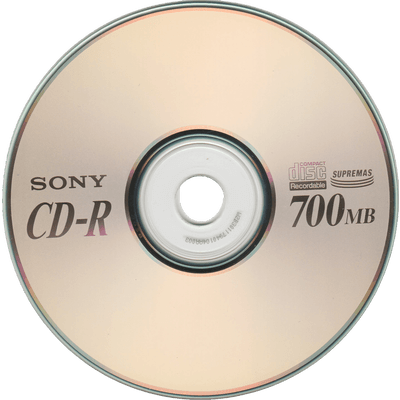 SONY
CD-R
COMPACT
disc
Recordable
SUPREMAS
700MB